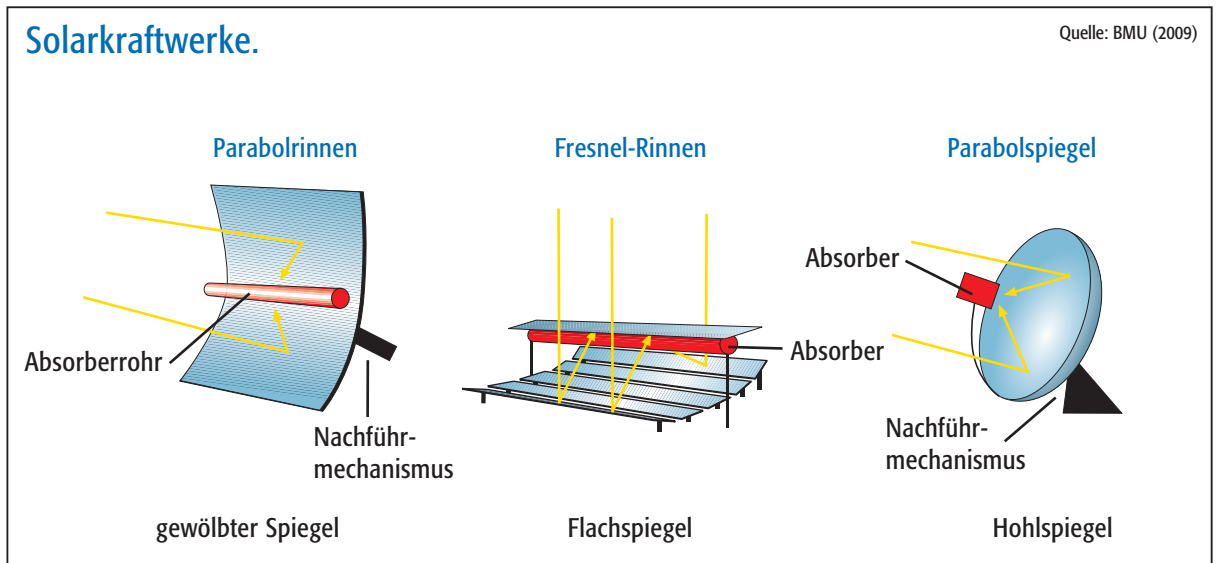 Solarkraftwerke.
Quelle: BMU (2009)
Parabolrinnen
Fresnel-Rinnen
Parabolspiegel
Absorberrohr
Nachführ-
mechanismus
Absorber
Absorber
Nachführ-
mechanismus
gewölbter Spiegel
Flachspiegel
Hohlspiegel